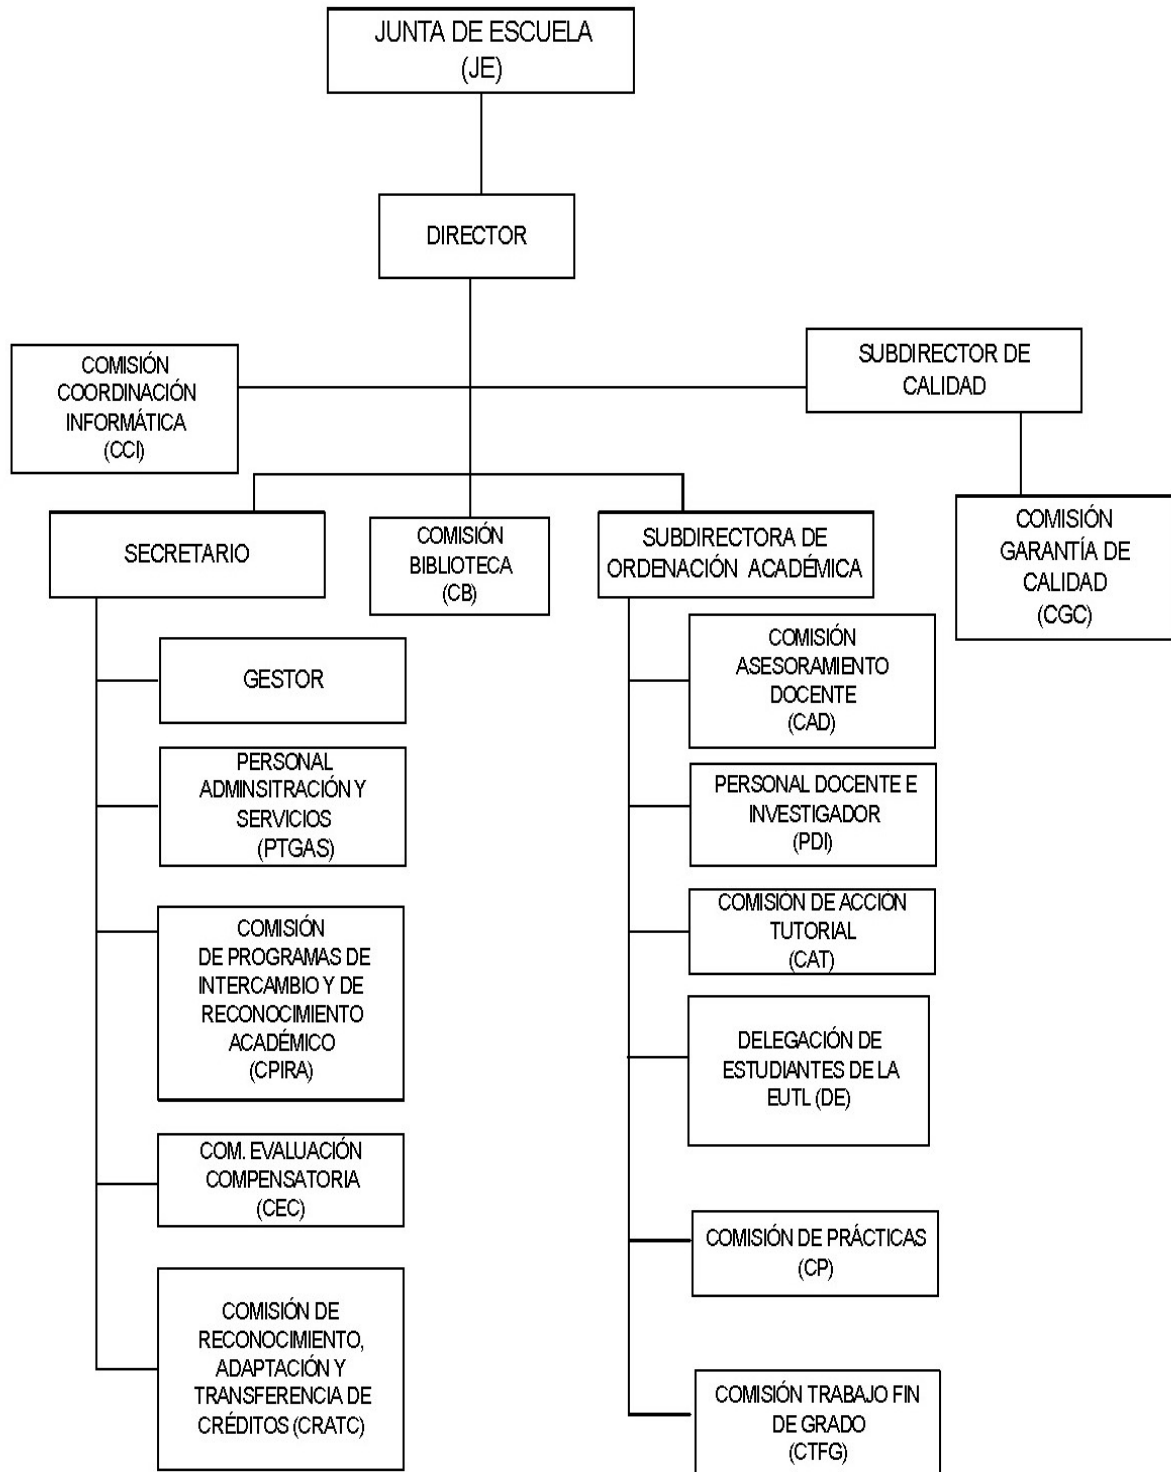 JUNTA DE ESCUELA
(JE)
DIRECTOR
COMISIÓN
COORDINACIÓN
INFORMÁTICA
(CCI)
SUBDIRECTOR DE
CALIDAD
SECRETARIO
COMISIÓN
BIBLIOTECA
(CB)
SUBDIRECTORA DE
ORDENACIÓN ACADÉMICA
COMISIÓN
GARANTÍA DE
CALIDAD
(CGC)
GESTOR
PERSONAL
ADMINSITRACIÓN Y
SERVICIOS
(PTGAS)
COMISIÓN
DE PROGRAMAS DE
INTERCAMBIO Y DE
RECONOCIMIENTO
ACADÉMICO
(CPIRA)
COM. EVALUACIÓN
COMPENSATORIA
(CEC)
COMISIÓN DE
RECONOCIMIENTO,
ADAPTACIÓN Y
TRANSFERENCIA DE
CRÉDITOS (CRATC)
COMISIÓN
ASESORAMIENTO
DOCENTE
(CAD)
PERSONAL DOCENTE E
INVESTIGADOR
(PDI)
COMISIÓN DE ACCIÓN
TUTORIAL
(CAT)
DELEGACIÓN DE
ESTUDIANTES DE LA
EUTL (DE)
COMISIÓN DE PRÁCTICAS
(CP)
COMISIÓN TRABAJO FIN
DE GRADO
(CTFG)